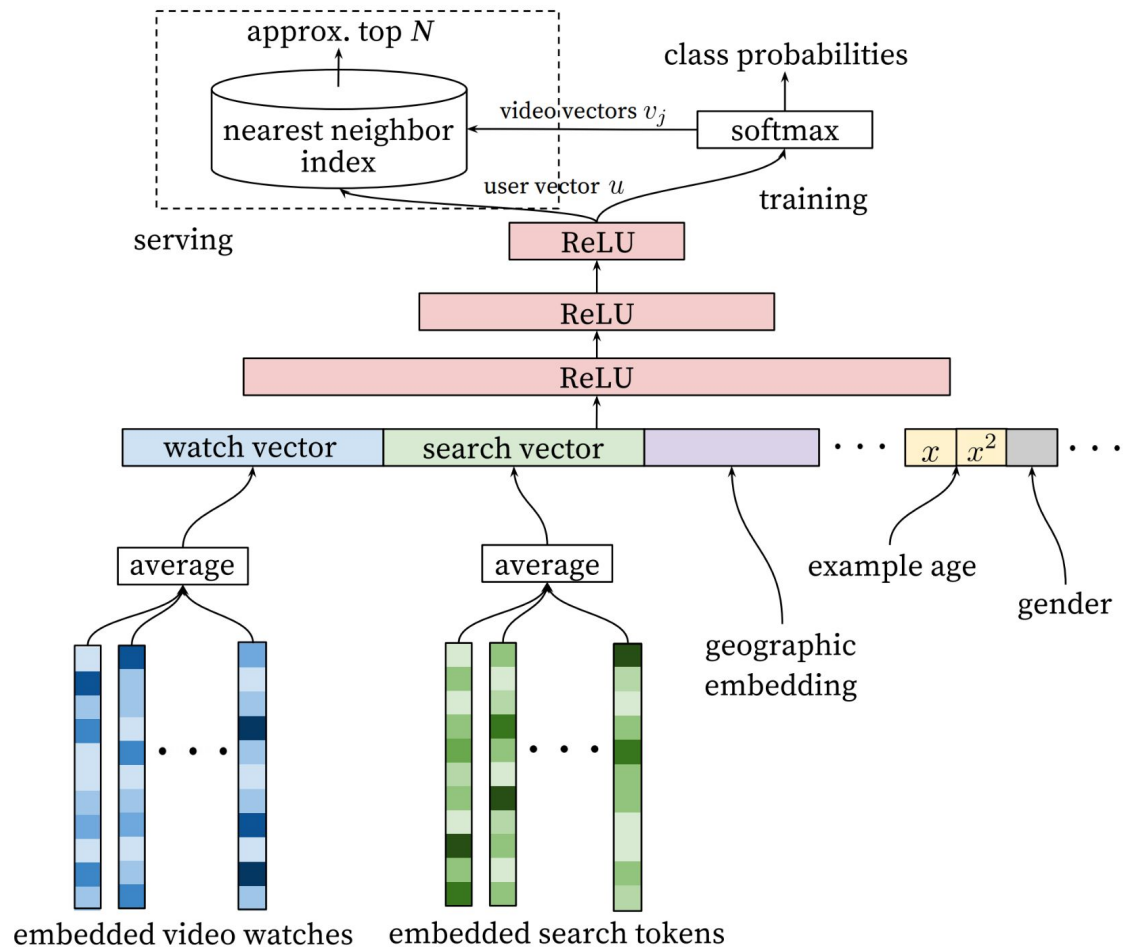 approx. top N
class probabilities
video vectors v_j
softmax
nearest neighbor
index
user vector u
training
serving
ReLU
ReLU
ReLU
watch vector
search vector
x
x²
average
average
example age
gender
geographic
embedding
embedded video watches
embedded search tokens